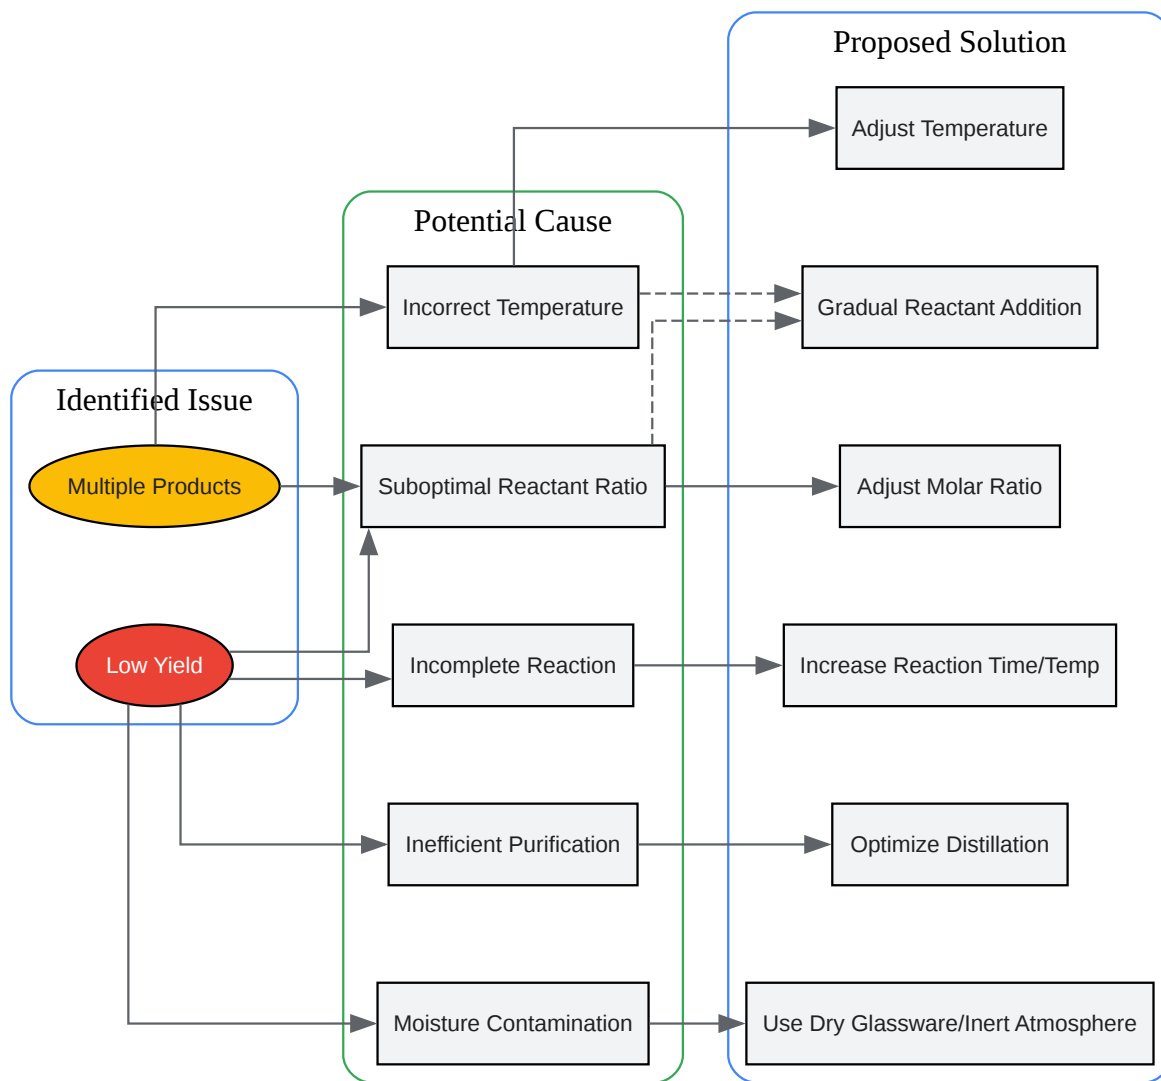 Proposed Solution
Adjust Temperature
Potential Cause
Incorrect Temperature
Gradual Reactant Addition
Identified Issue
Multiple Products
Suboptimal Reactant Ratio
Adjust Molar Ratio
Low Yield
Incomplete Reaction
Increase Reaction Time/Temp
Inefficient Purification
Optimize Distillation
Moisture Contamination
Use Dry Glassware/Inert Atmosphere